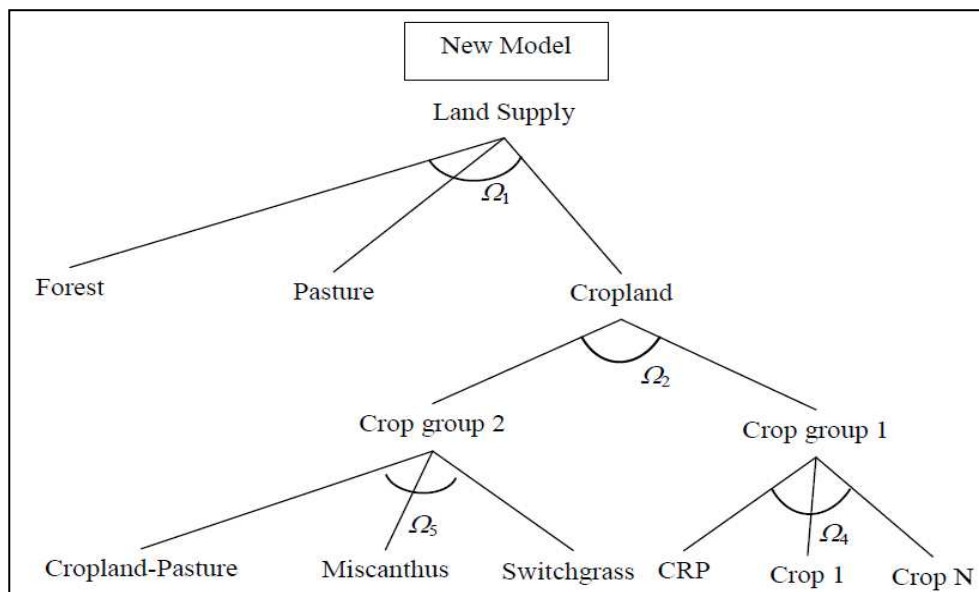 New Model
Land Supply
Ω1
Forest
Pasture
Cropland
Ω2
Crop group 2
Crop group 1
Ω5
Ω4
Cropland-Pasture
Miscanthus
Switchgrass
CRP
Crop 1
Crop N